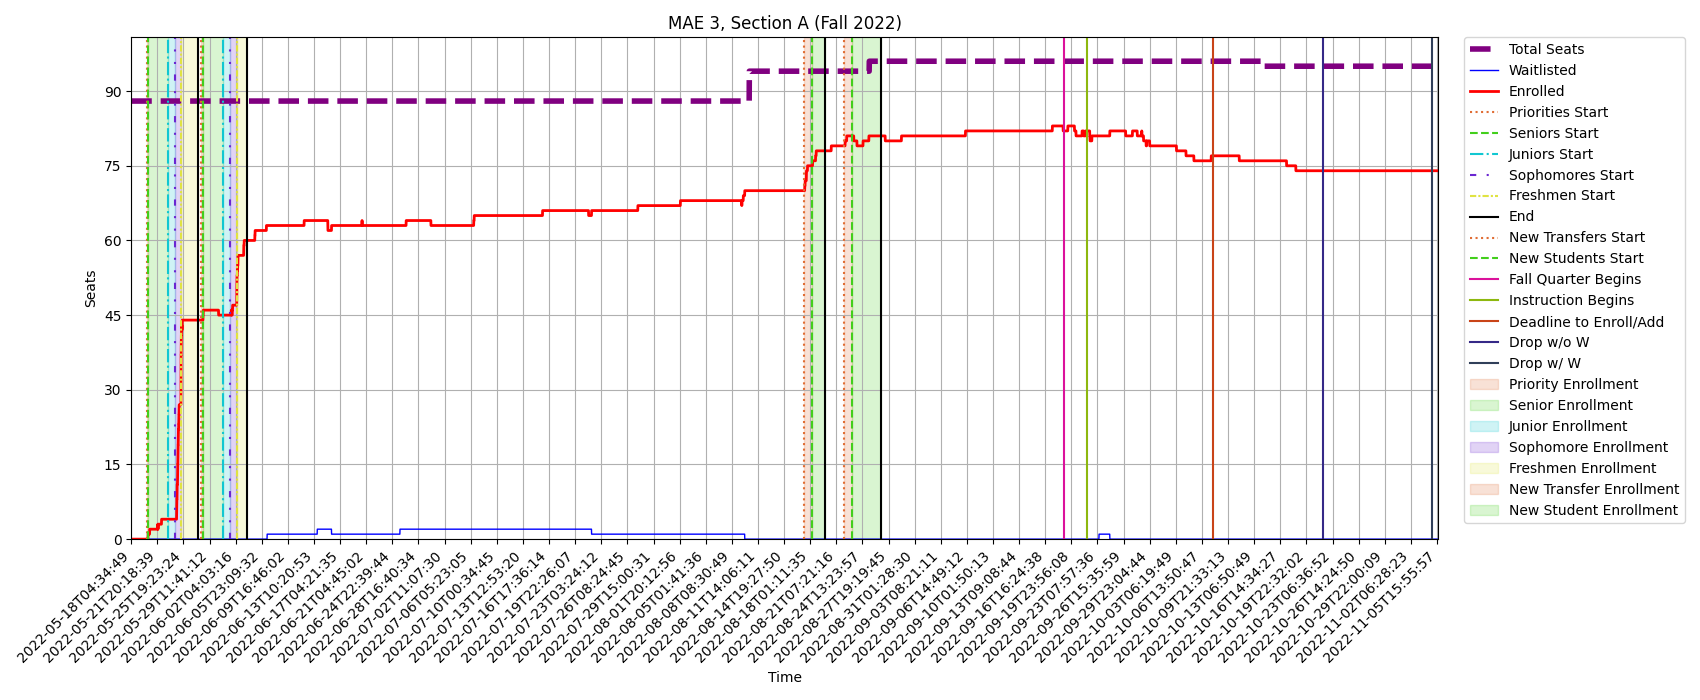 MAE 3, Section A (Fall 2022)
Seats
90
75
60
45
30
15
0
2022-05-18T04:34:49
2022-05-21T20:18:39
2022-05-25T19:23:24
2022-05-29T11:41:12
2022-06-02T04:03:16
2022-06-05T23:09:32
2022-06-09T16:46:02
2022-06-13T10:20:53
2022-06-17T04:21:35
2022-06-21T04:45:02
2022-06-24T22:39:44
2022-06-28T16:40:34
2022-07-02T11:07:30
2022-07-06T05:23:05
2022-07-10T00:34:45
2022-07-13T12:53:20
2022-07-16T17:36:14
2022-07-19T22:26:07
2022-07-23T03:24:12
2022-07-26T08:24:45
2022-07-29T15:00:31
2022-08-01T20:12:56
2022-08-05T01:41:36
2022-08-08T08:30:49
2022-08-11T14:06:11
2022-08-14T19:27:50
2022-08-18T01:11:35
2022-08-21T07:21:16
2022-08-24T13:23:57
2022-08-27T19:19:45
2022-08-31T01:28:30
2022-09-03T08:21:11
2022-09-06T14:49:12
2022-09-10T01:50:13
2022-09-13T09:08:44
2022-09-16T16:24:38
2022-09-19T23:56:08
2022-09-23T07:57:36
2022-09-26T15:35:59
2022-09-29T23:04:44
2022-10-03T06:19:49
2022-10-06T13:50:47
2022-10-09T21:33:13
2022-10-13T06:50:49
2022-10-16T14:34:27
2022-10-19T22:32:02
2022-10-23T06:36:52
2022-10-26T14:24:50
2022-10-29T22:00:09
2022-11-02T06:28:23
2022-11-05T15:55:57
Time
Total Seats
Waitlisted
Enrolled
Priorities Start
Seniors Start
Juniors Start
Sophomores Start
Freshmen Start
End
New Transfers Start
New Students Start
Fall Quarter Begins
Instruction Begins
Deadline to Enroll/Add
Drop w/o W
Drop w/ W
Priority Enrollment
Senior Enrollment
Junior Enrollment
Sophomore Enrollment
Freshmen Enrollment
New Transfer Enrollment
New Student Enrollment